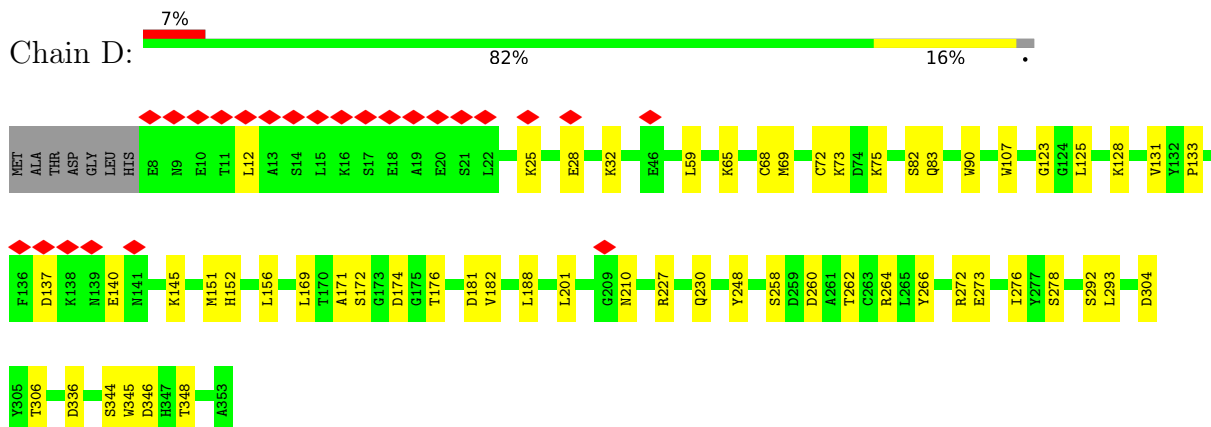 7%
Chain D:
82% 16% •
MET ALA THR ASP GLY LEU HIS E8 N9 E10 T11 L12 A13 S14 L15 K16 S17 E18 A19 E20 S21 L22 K25 E28 K32 E46 L59 K65 C68 M69 C72 K73 D74 K75 S82 Q83 W90 W107 G123 G124 L125 K128 V131 Y132 P133
F136 D137 K138 N139 E140 N141 K145 M151 H152 L156 L169 T170 A171 S172 G173 D174 G175 T176 D181 V182 L188 L201 G209 N210 R227 Q230 Y248 S258 D259 D260 A261 T262 C263 R264 L265 Y266 R272 E273 I276 Y277 S278 S292 L293 D304
Y305 T306 D336 S344 W345 D346 H347 T348 A353